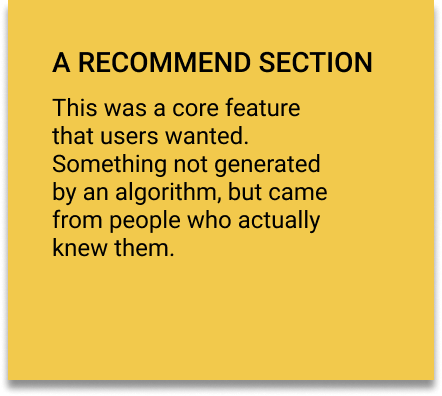 A RECOMMEND SECTION
This was a core feature
that users wanted.
Something not generated
by an algorithm, but came
from people who actually
knew them.